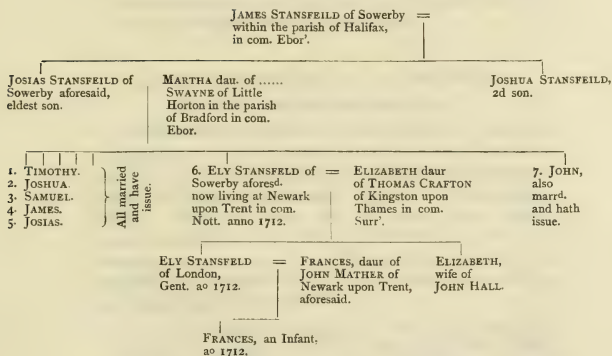 JAMES STANSFEILD of Sowerby =
within the parish of Halifax,
in com. Ebor'.
JOSIAS STANSFEILD of
Sowerby aforesaid,
eldest son.
MARTHA dau. of ......
SWAYNE of Little
Horton in the parish
of Bradford in com.
Ebor.
JOSHUA STANSFEILD,
2d son.
1. TIMOTHY.
2. JOSHUA.
3. SAMUEL.
4. JAMES.
5. JOSIAS.
All married
and have
issue.
6. ELY STANSFEILD of =
Sowerby aforesd.
now living at Newark
upon Trent in com.
Nott. anno 1712.
ELIZABETH daur
of THOMAS CRAFTON
of Kingston upon
Thames in com.
Surr'.
7. JOHN,
also
marrd.
and hath
issue.
ELY STANSFELD =
of London,
Gent. ao 1712.
FRANCES, daur of
JOHN MATHER of
Newark upon Trent,
aforesaid.
ELIZABETH,
wife of
JOHN HALL.
FRANCES, an Infant,
ao 1712.